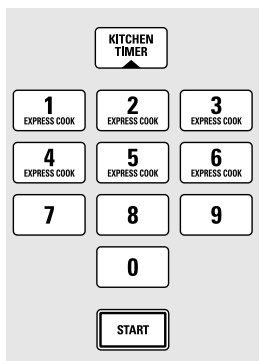 KITCHEN
TIMER
1 2 3
EXPRESS COOK EXPRESS COOK EXPRESS COOK
4 5 6
EXPRESS COOK EXPRESS COOK EXPRESS COOK
7 8 9
0
START